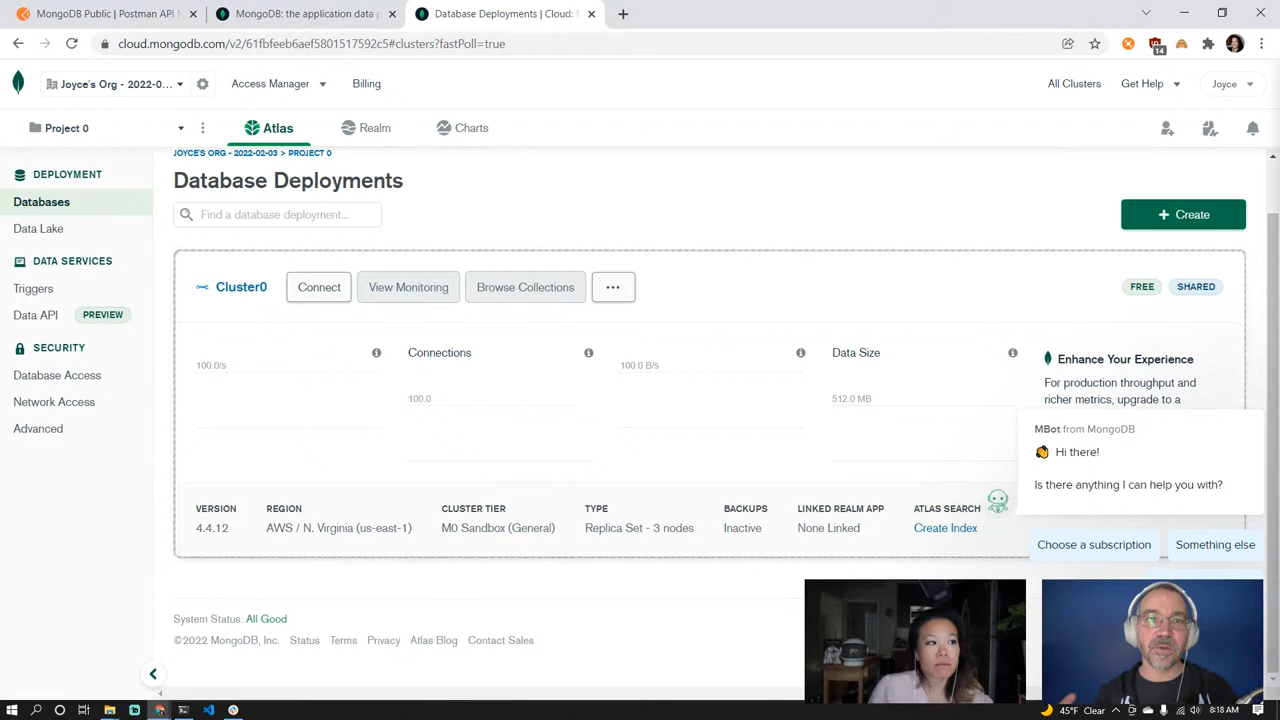 MongoDB Public | Postman API N
MongoDB: the application data p
Database Deployments | Cloud: M
cloud.mongodb.com/v2/61fbfeeb6aef5801517592c5#clusters?fastPoll=true
14
Joyce's Org - 2022-0...
Access Manager
Billing
All Clusters
Get Help
Joyce
Project 0
Atlas
Realm
Charts
DEPLOYMENT
Databases
Data Lake
DATA SERVICES
Triggers
Data API PREVIEW
SECURITY
Database Access
Network Access
Advanced
JOYCE'S ORG - 2022-02-03 > PROJECT 0
Database Deployments
Find a database deployment...
+ Create
Cluster0
Connect
View Monitoring
Browse Collections
...
FREE
SHARED
100.0/s
Connections
100.0
100.0 B/s
Data Size
512.0 MB
Enhance Your Experience
For production throughput and
richer metrics, upgrade to a
MBot from MongoDB
Hi there!
Is there anything I can help you with?
Choose a subscription
Something else
VERSION
4.4.12
REGION
AWS / N. Virginia (us-east-1)
CLUSTER TIER
M0 Sandbox (General)
TYPE
Replica Set - 3 nodes
BACKUPS
Inactive
LINKED REALM APP
None Linked
ATLAS SEARCH
Create Index
System Status: All Good
©2022 MongoDB, Inc.
Status
Terms
Privacy
Atlas Blog
Contact Sales
45°F Clear
8:18 AM